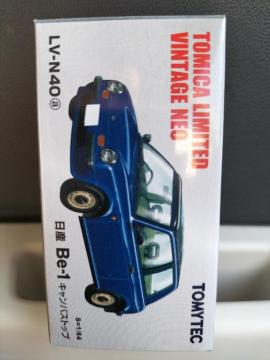 TOMICA LIMITED
VINTAGE NEO
LV-N40ⓐ
日産 Be-1 キャンバストップ
S=1/64
TOMYTEC